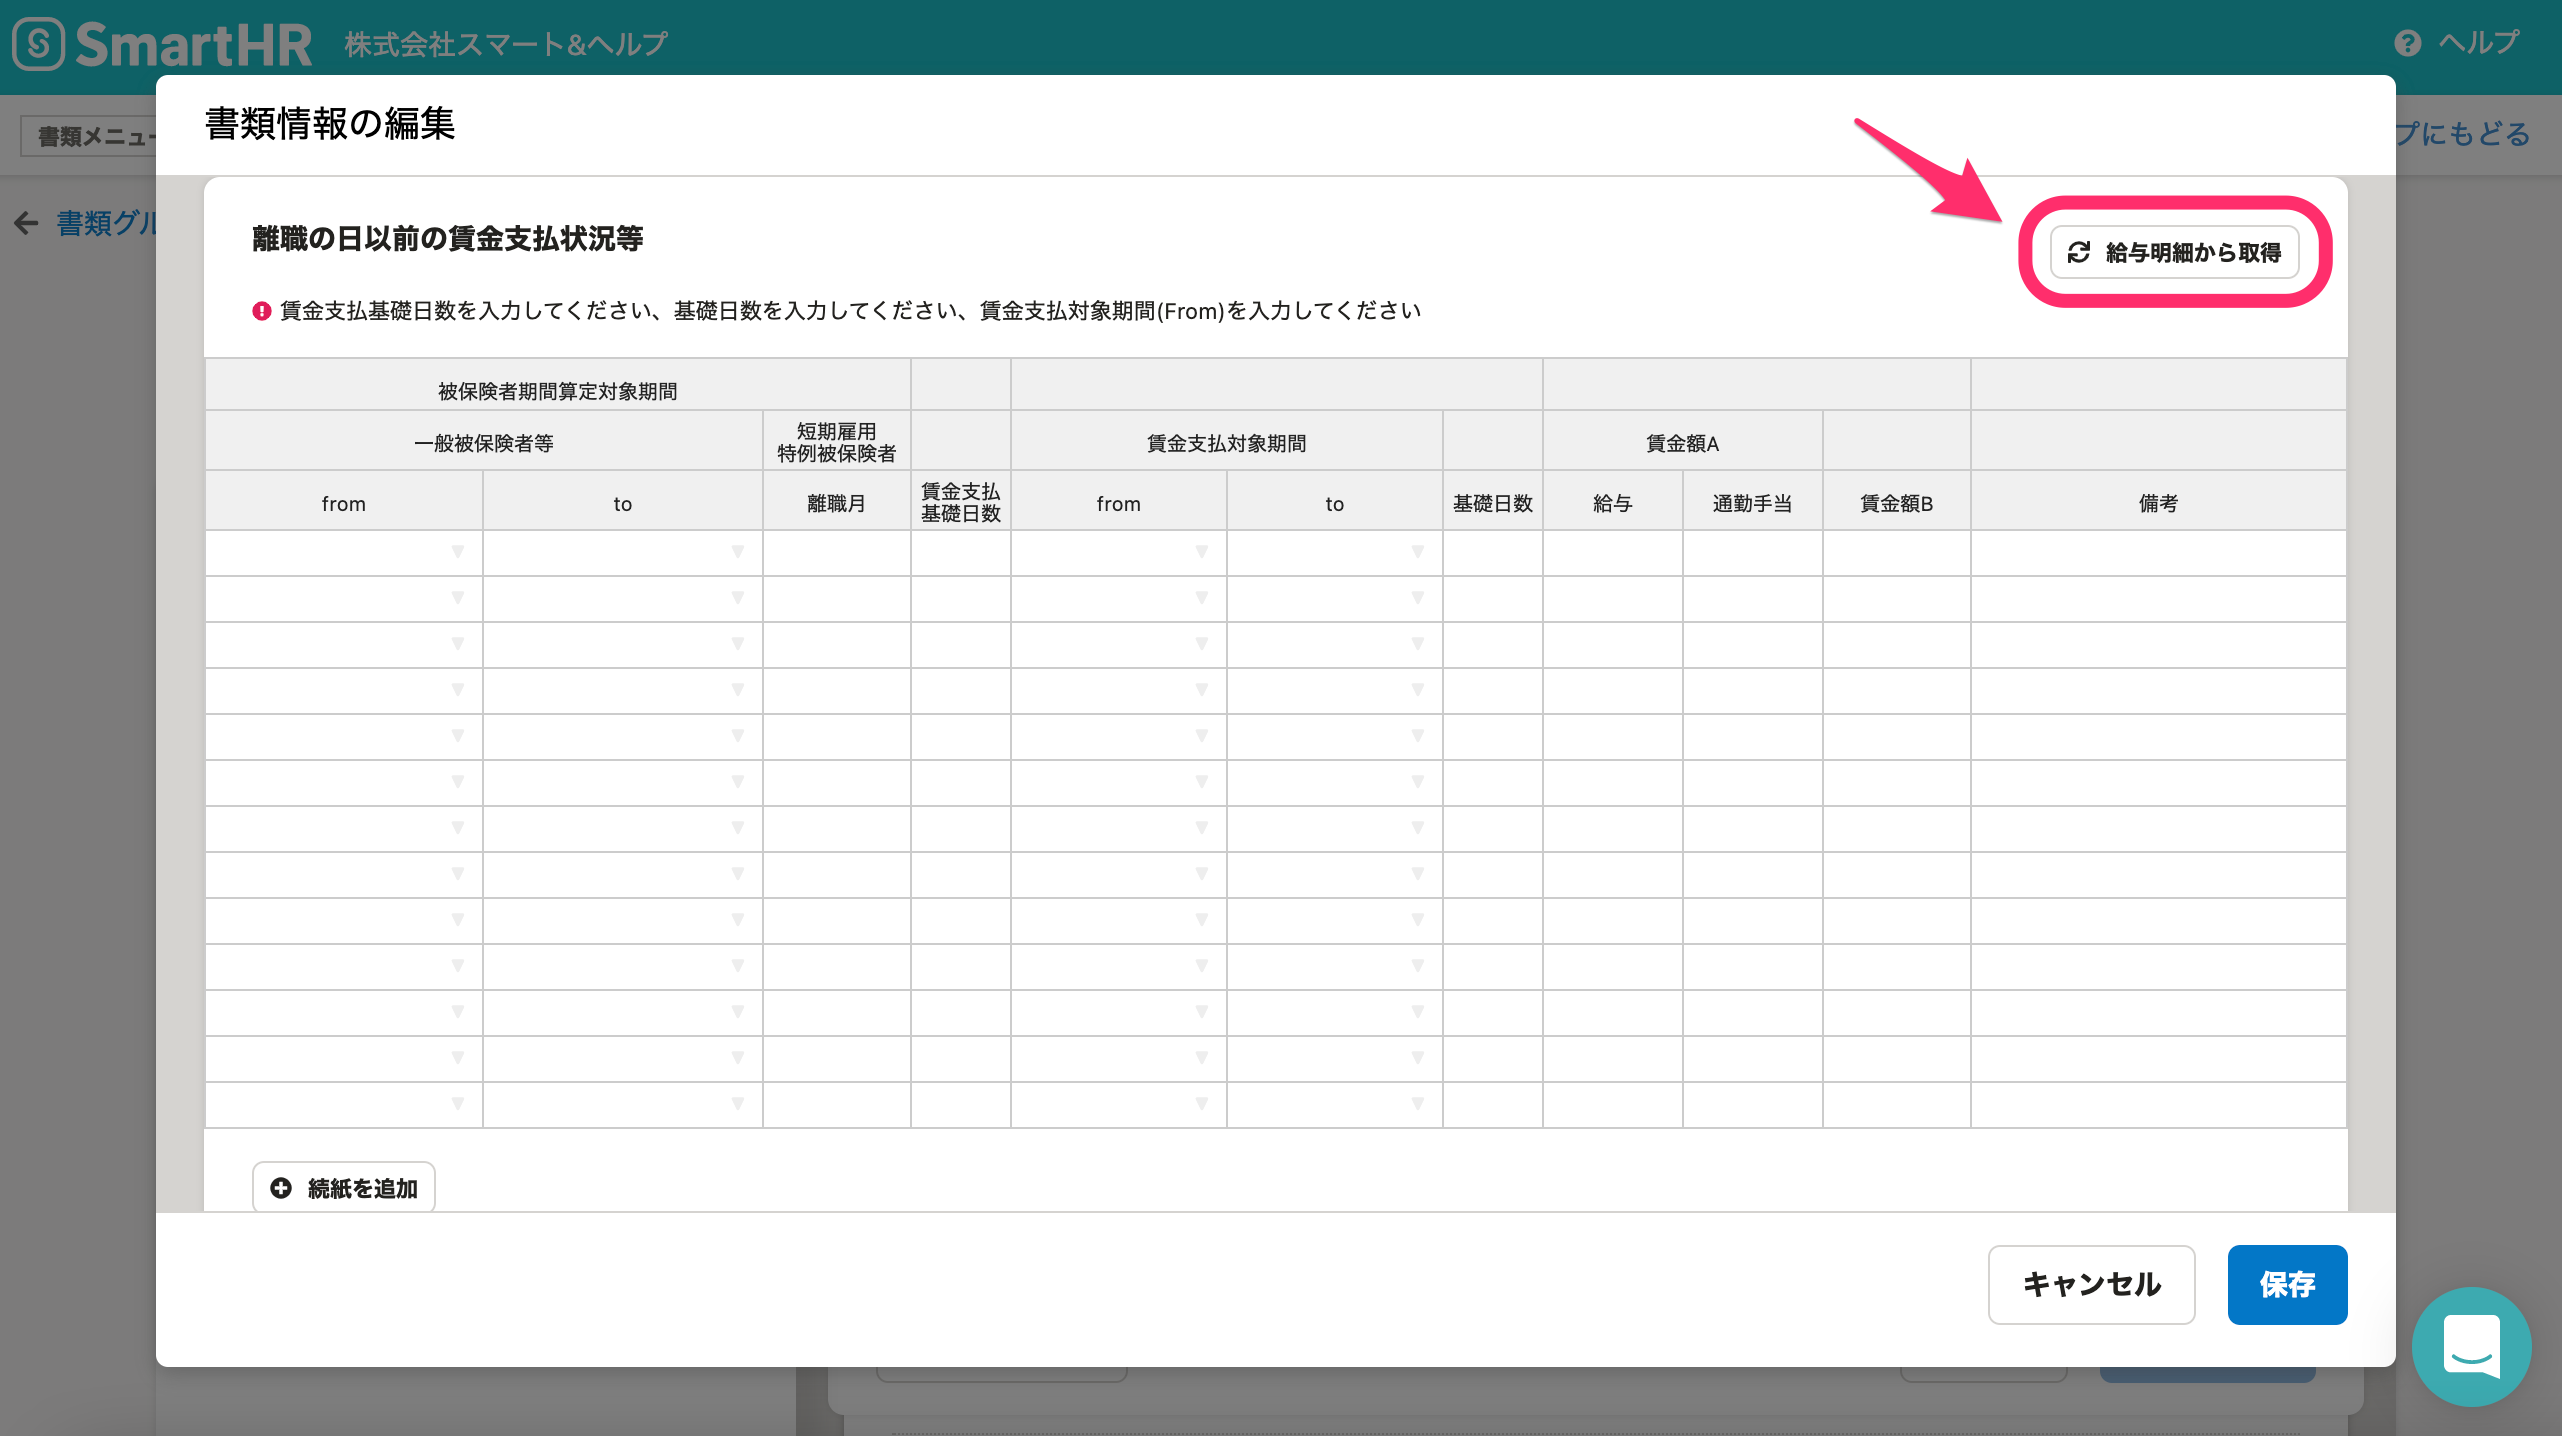 SmartHR 株式会社スマート&ヘルプ
ヘルプ
書類メニュー
プにもどる
書類グル
書類情報の編集
離職の日以前の賃金支払状況等
給与明細から取得
賃金支払基礎日数を入力してください、基礎日数を入力してください、賃金支払対象期間(From)を入力してください
被保険者期間算定対象期間
一般被保険者等
短期雇用
特例被保険者
賃金支払対象期間
賃金額A
from
to
離職月
賃金支払
基礎日数
from
to
基礎日数
給与
通勤手当
賃金額B
備考
続紙を追加
キャンセル
保存